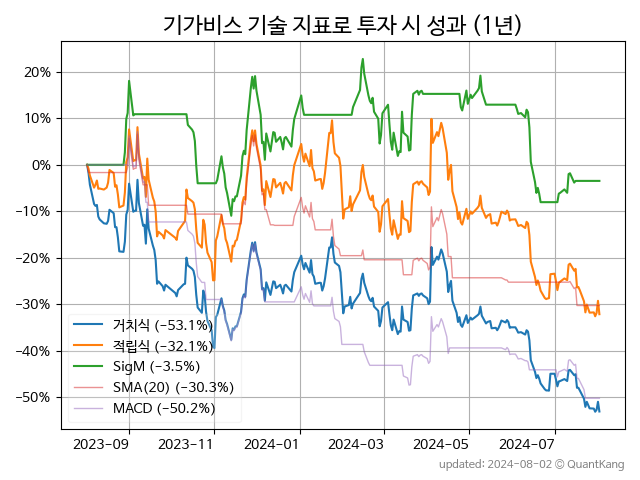 기가비스 기술 지표로 투자 시 성과 (1년)
20%
10%
0%
−10%
−20%
−30%
−40%
−50%
거치식 (−53.1%)
적립식 (−32.1%)
SigM (−3.5%)
SMA(20) (−30.3%)
MACD (−50.2%)
2023-09
2023-11
2024-01
2024-03
2024-05
2024-07
updated: 2024-08-02 © QuantKang